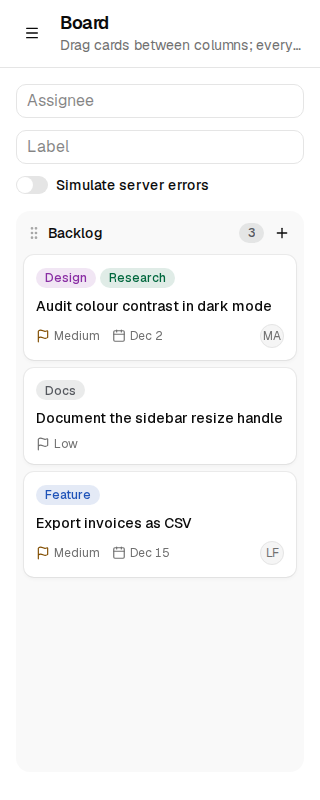 Board
Drag cards between columns; every…
Assignee
Label
Simulate server errors
Backlog 3
Design Research
Audit colour contrast in dark mode
Medium Dec 2 MA
Docs
Document the sidebar resize handle
Low
Feature
Export invoices as CSV
Medium Dec 15 LF